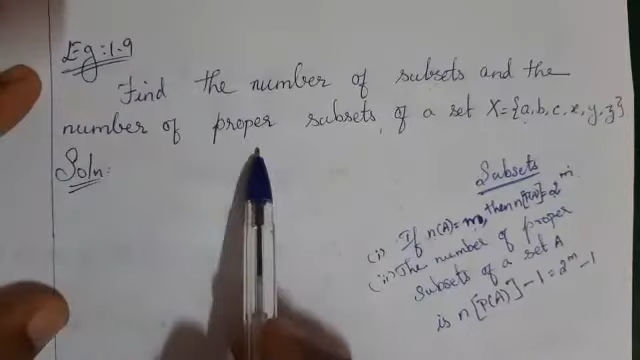 Eg:1.9
Find the number of subsets and the
number of proper subsets of a set X={a,b,c,x,y,z}
Soln:
Subsets
(i) If n(A)=m, then n[P(A)]=2^m
(ii) The number of proper
subsets of a set A
is n[P(A)]-1=2^m-1